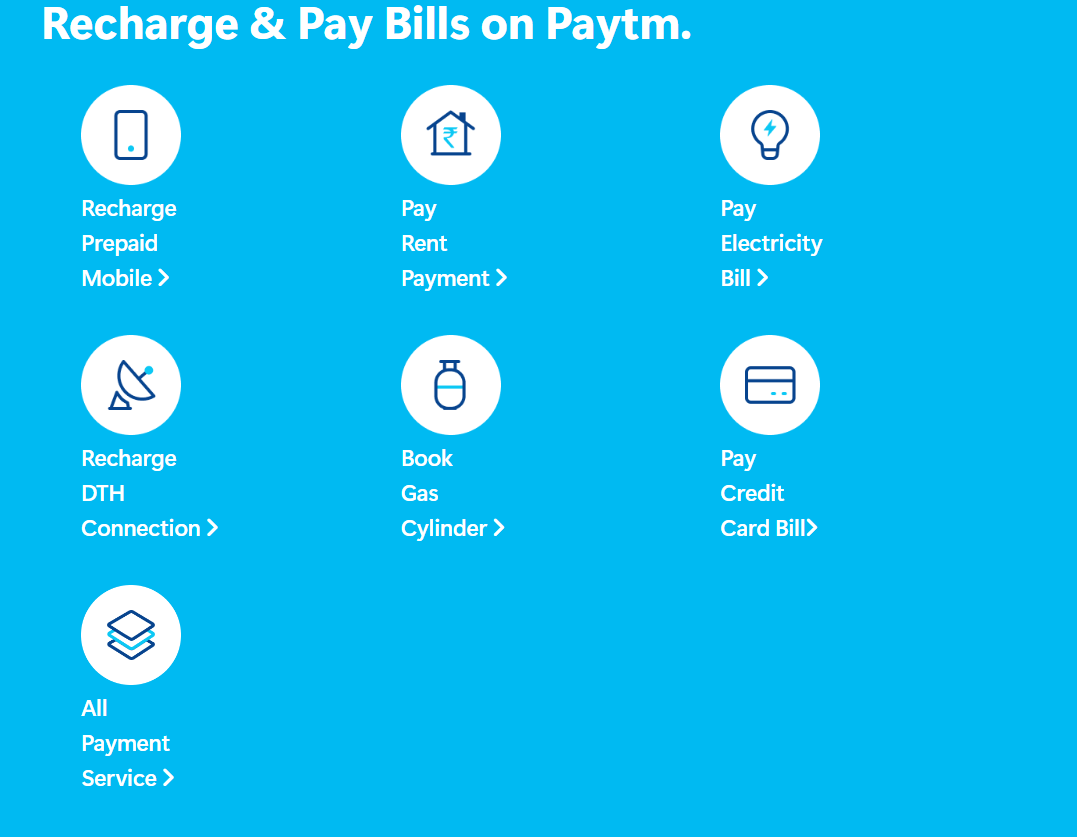 Recharge & Pay Bills on Paytm.
Recharge
Prepaid
Mobile
₹
Pay
Rent
Payment
Pay
Electricity
Bill
Recharge
DTH
Connection
Book
Gas
Cylinder
Pay
Credit
Card Bill
All
Payment
Service